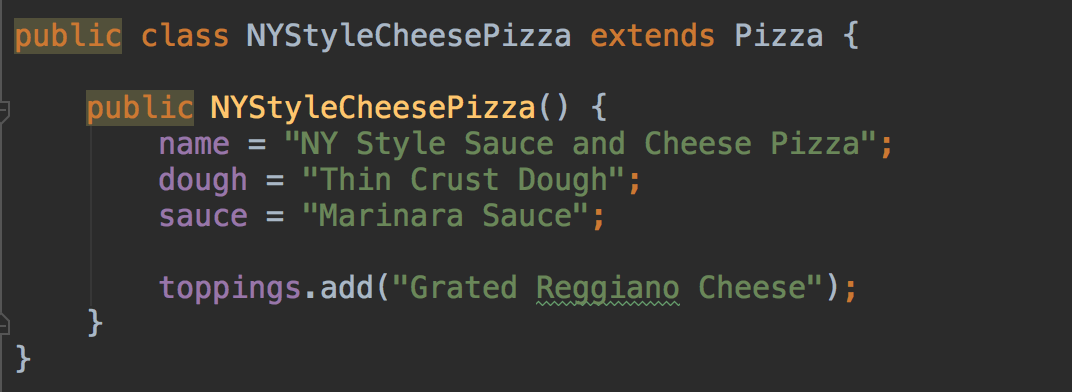 public class NYStyleCheesePizza extends Pizza {
public NYStyleCheesePizza() {
name = "NY Style Sauce and Cheese Pizza";
dough = "Thin Crust Dough";
sauce = "Marinara Sauce";
toppings.add("Grated Reggiano Cheese");
}
}